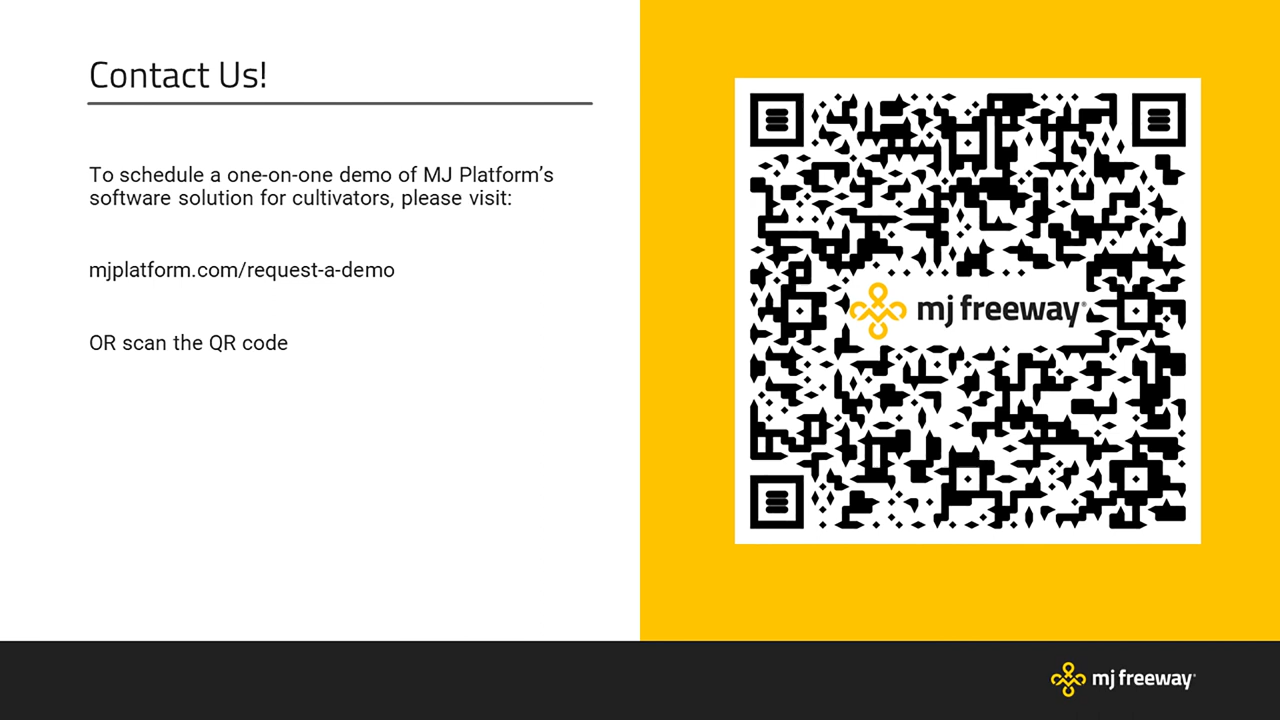 Contact Us!
To schedule a one-on-one demo of MJ Platform’s
software solution for cultivators, please visit:
mjplatform.com/request-a-demo
OR scan the QR code
mj freeway®
mj freeway®